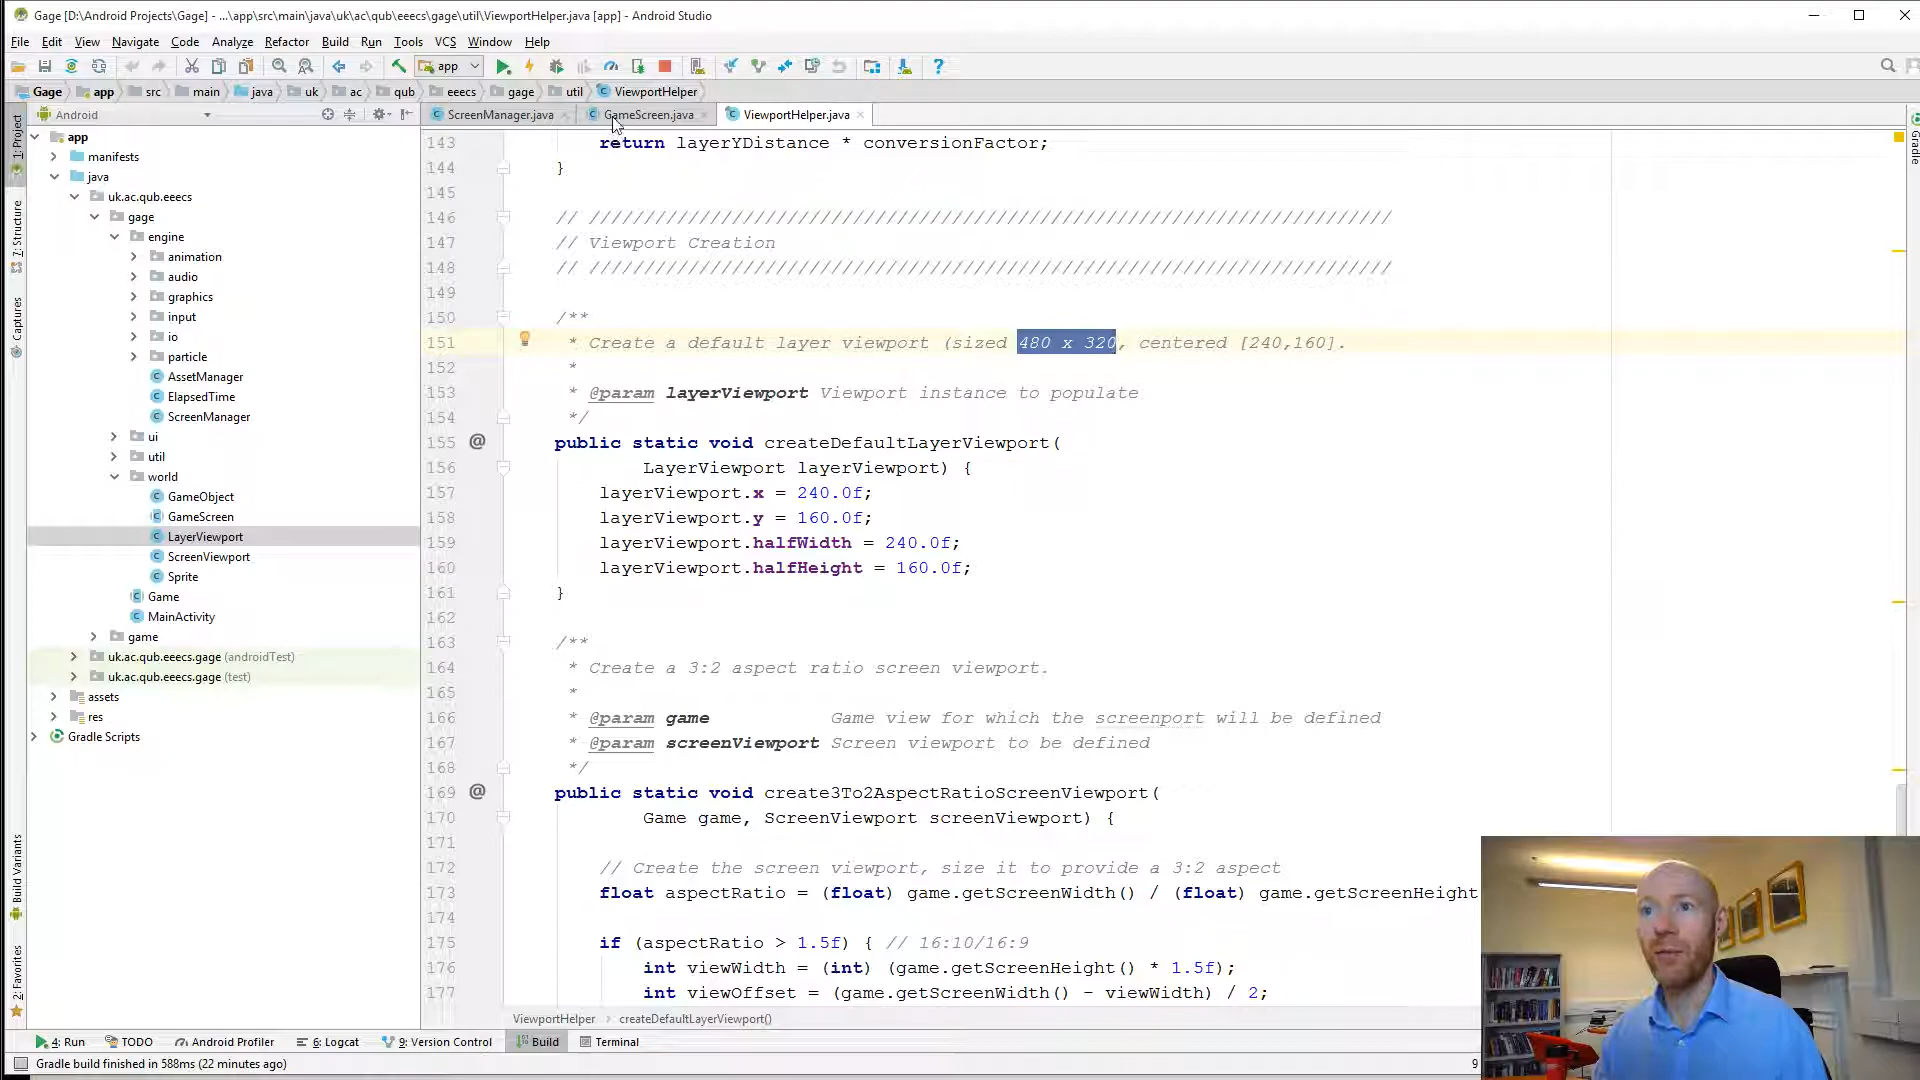 Gage [D:\Android Projects\Gage] - ...\app\src\main\java\uk\ac\qub\eeecs\gage\util\ViewportHelper.java [app] - Android Studio
File Edit View Navigate Code Analyze Refactor Build Run Tools VCS Window Help
app
Gage app src main java uk ac qub eeecs gage util ViewportHelper
Android
ScreenManager.java GameScreen.java ViewportHelper.java
1: Project
7: Structure
Captures
Build Variants
2: Favorites
Gradle
app
manifests
java
uk.ac.qub.eeecs
gage
engine
animation
audio
graphics
input
io
particle
AssetManager
ElapsedTime
ScreenManager
ui
util
world
GameObject
GameScreen
LayerViewport
ScreenViewport
Sprite
Game
MainActivity
game
uk.ac.qub.eeecs.gage (androidTest)
uk.ac.qub.eeecs.gage (test)
assets
res
Gradle Scripts
143 return layerYDistance * conversionFactor;
144 }
145
146 // /////////////////////////////////////////////////////////////////////////
147 // Viewport Creation
148 // /////////////////////////////////////////////////////////////////////////
149
150 /**
151 * Create a default layer viewport (sized 480 x 320, centered [240,160].
152 *
153 * @param layerViewport Viewport instance to populate
154 */
155 @ public static void createDefaultLayerViewport(
156 LayerViewport layerViewport) {
157 layerViewport.x = 240.0f;
158 layerViewport.y = 160.0f;
159 layerViewport.halfWidth = 240.0f;
160 layerViewport.halfHeight = 160.0f;
161 }
162
163 /**
164 * Create a 3:2 aspect ratio screen viewport.
165 *
166 * @param game Game view for which the screenport will be defined
167 * @param screenViewport Screen viewport to be defined
168 */
169 @ public static void create3To2AspectRatioScreenViewport(
170 Game game, ScreenViewport screenViewport) {
171
172 // Create the screen viewport, size it to provide a 3:2 aspect
173 float aspectRatio = (float) game.getScreenWidth() / (float) game.getScreenHeight
174
175 if (aspectRatio > 1.5f) { // 16:10/16:9
176 int viewWidth = (int) (game.getScreenHeight() * 1.5f);
177 int viewOffset = (game.getScreenWidth() - viewWidth) / 2;
ViewportHelper createDefaultLayerViewport()
4: Run TODO Android Profiler 6: Logcat 9: Version Control Build Terminal
Gradle build finished in 588ms (22 minutes ago) 9